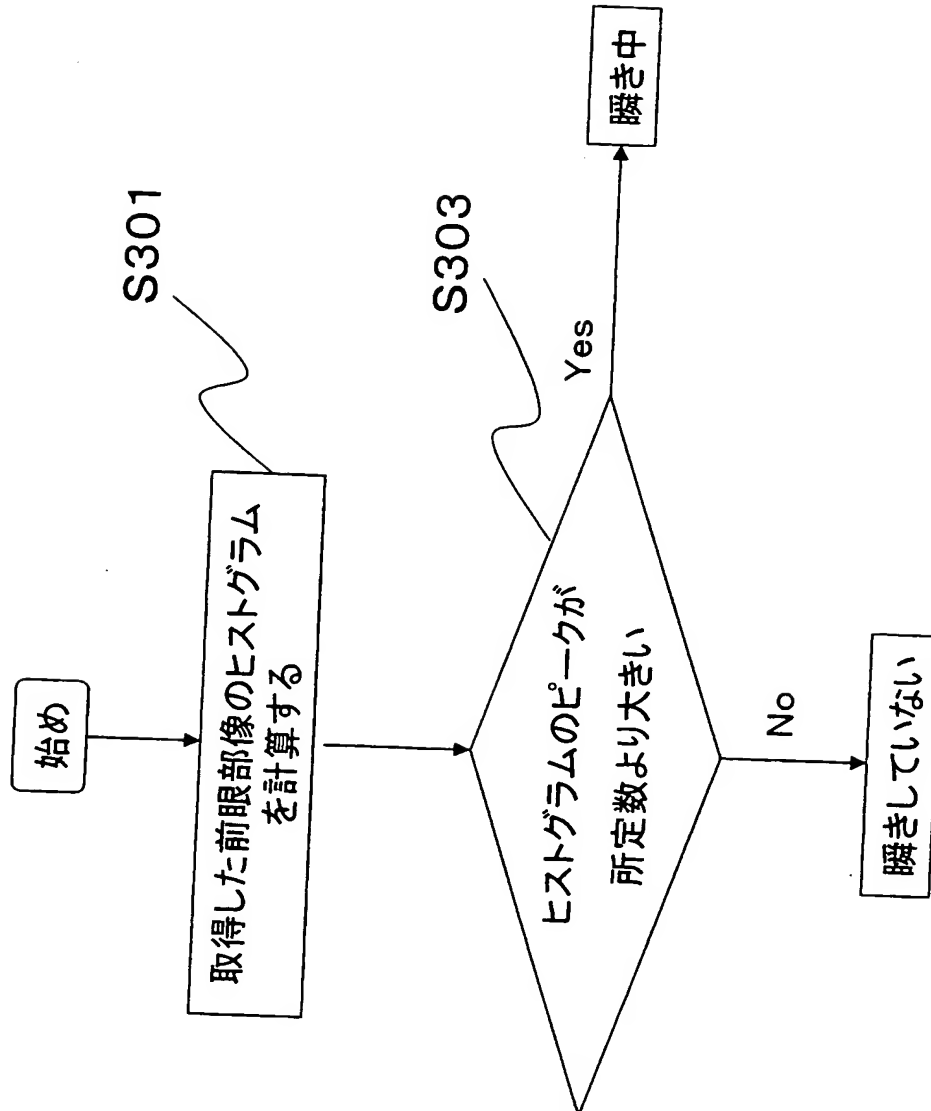 始め
取得した前眼部像のヒストグラム
を計算する
S301
ヒストグラムのピークが
所定数より大きい
S303
Yes
瞬き中
No
瞬きしていない